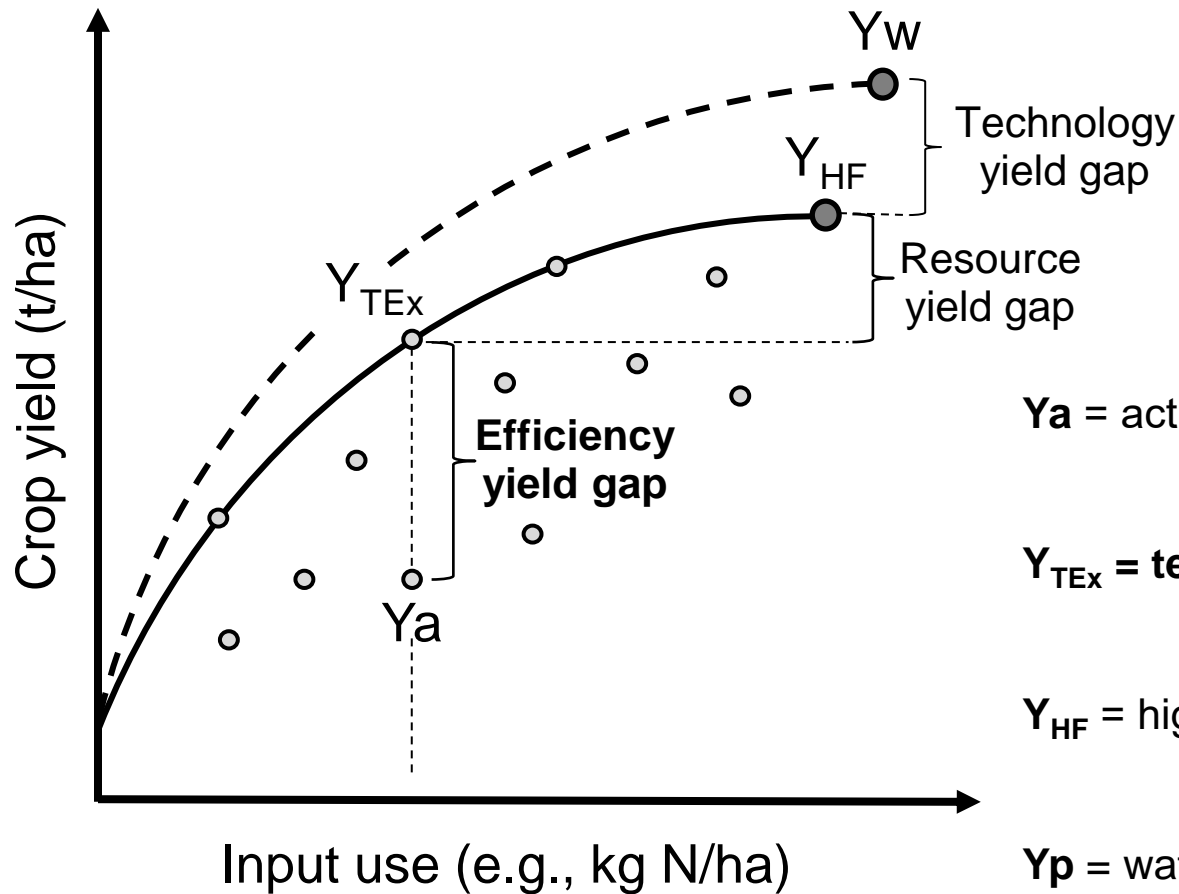 Yw
Technology
yield gap
Y_HF
Resource
yield gap
Y_TEx
Efficiency
yield gap
Ya
Crop yield (t/ha)
Input use (e.g., kg N/ha)
Ya = act
Y_TEx = te
Y_HF = hig
Yp = wat